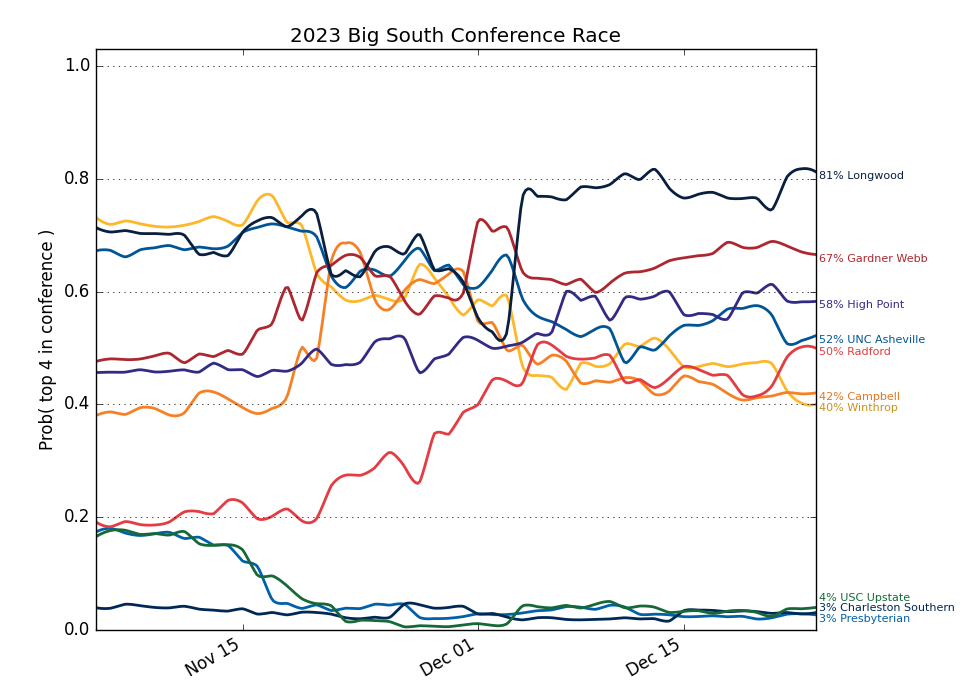 2023 Big South Conference Race
Prob( top 4 in conference )
1.0
0.8
0.6
0.4
0.2
0.0
Nov 15
Dec 01
Dec 15
81% Longwood
67% Gardner Webb
58% High Point
52% UNC Asheville
50% Radford
42% Campbell
40% Winthrop
4% USC Upstate
3% Charleston Southern
3% Presbyterian